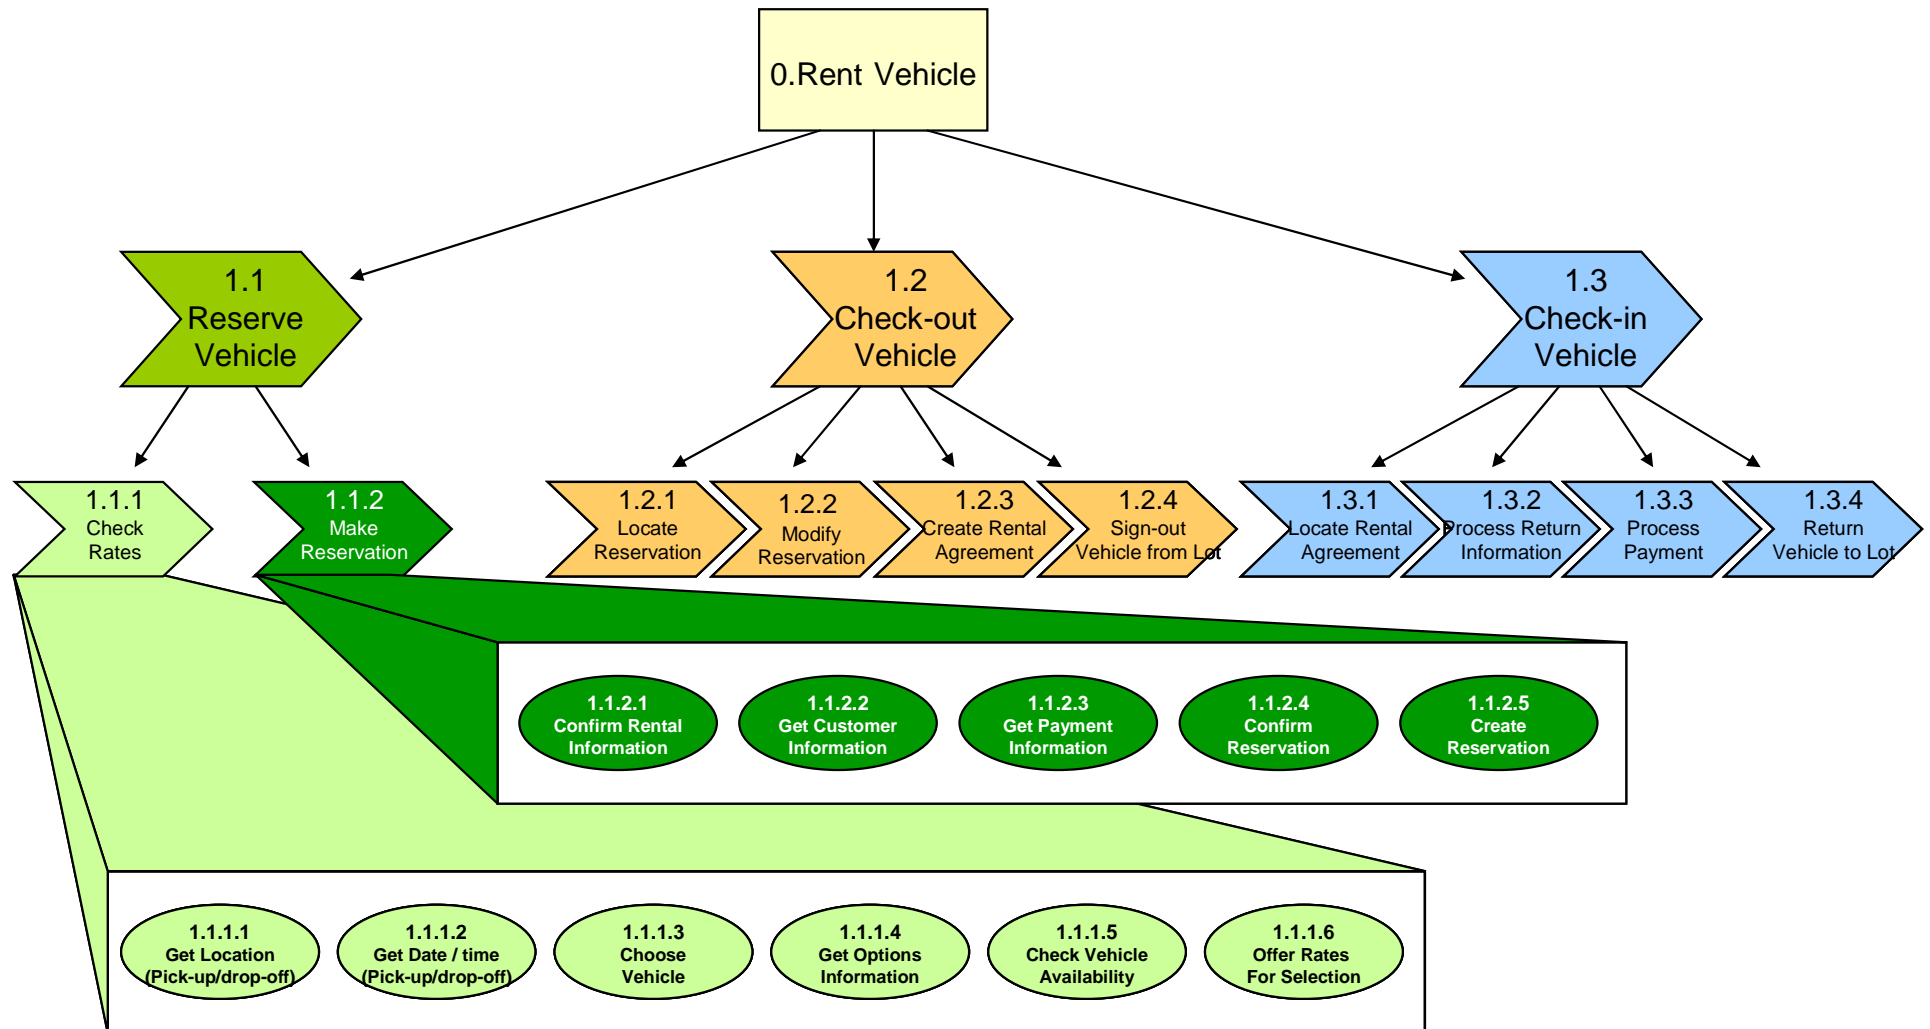 0.Rent Vehicle
1.1
Reserve
Vehicle
1.2
Check-out
Vehicle
1.3
Check-in
Vehicle
1.1.1
Check
Rates
1.1.2
Make
Reservation
1.2.1
Locate
Reservation
1.2.2
Modify
Reservation
1.2.3
Create Rental
Agreement
1.2.4
Sign-out
Vehicle from Lot
1.3.1
Locate Rental
Agreement
1.3.2
Process Return
Information
1.3.3
Process
Payment
1.3.4
Return
Vehicle to Lot
1.1.2.1
Confirm Rental
Information
1.1.2.2
Get Customer
Information
1.1.2.3
Get Payment
Information
1.1.2.4
Confirm
Reservation
1.1.2.5
Create
Reservation
1.1.1.1
Get Location
(Pick-up/drop-off)
1.1.1.2
Get Date / time
(Pick-up/drop-off)
1.1.1.3
Choose
Vehicle
1.1.1.4
Get Options
Information
1.1.1.5
Check Vehicle
Availability
1.1.1.6
Offer Rates
For Selection